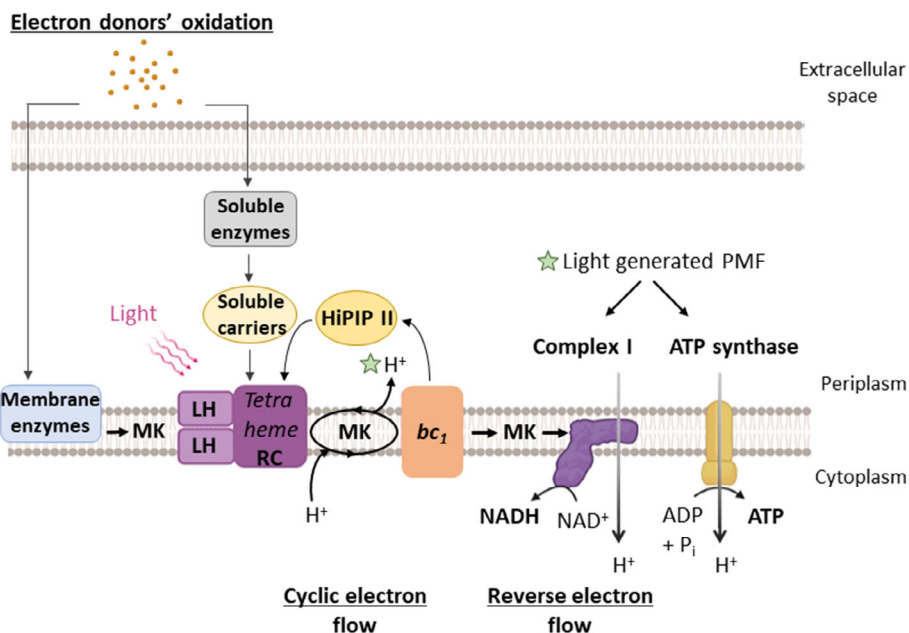 Electron donors' oxidation
Extracellular
space
Soluble
enzymes
Light generated PMF
Light
Soluble
carriers
HiPIP II
H⁺
Complex I
ATP synthase
Periplasm
Membrane
enzymes
MK
LH
LH
Tetra
heme
RC
MK
bc₁
MK
Cytoplasm
H⁺
NADH
NAD⁺
ADP
+ Pᵢ
ATP
H⁺
H⁺
Cyclic electron
flow
Reverse electron
flow